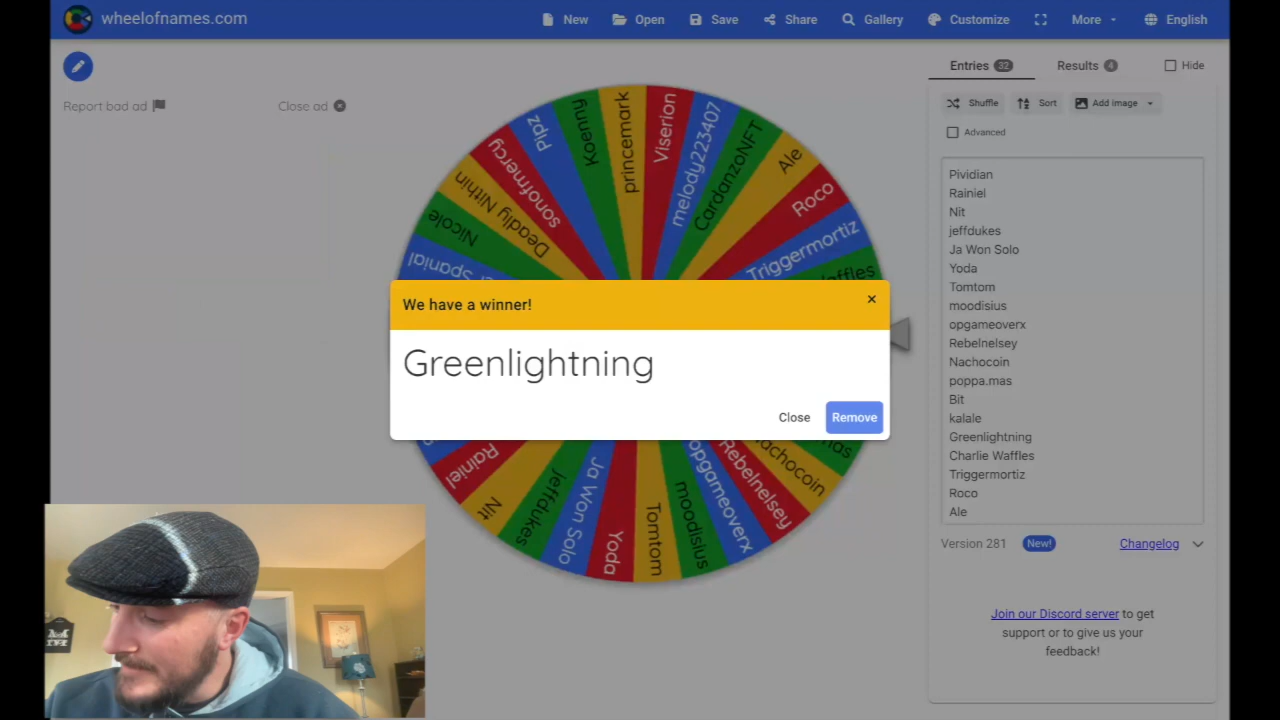 wheelofnames.com
New
Open
Save
Share
Gallery
Customize
More
English
Report bad ad
Close ad
Entries 32
Results 4
Hide
Shuffle
Sort
Add image
Advanced
Pividian
Rainiel
Nit
jeffdukes
Ja Won Solo
Yoda
Tomtom
moodisius
opgameoverx
Rebelnelsey
Nachocoin
poppa.mas
Bit
kalale
Greenlightning
Charlie Waffles
Triggermortiz
Roco
Ale
Version 281
New!
Changelog
Join our Discord server to get
support or to give us your
feedback!
Nicole
Deadly Nithin
sonofmercy
Pipz
Koenny
princemark
Viserion
melody223407
CardanzoNFT
Ale
Roco
Triggermortiz
We have a winner!
Greenlightning
Close
Remove
Rainiel
Nit
jeffdukes
Ja Won Solo
Yoda
Tomtom
moodisius
opgameoverx
Rebelnelsey